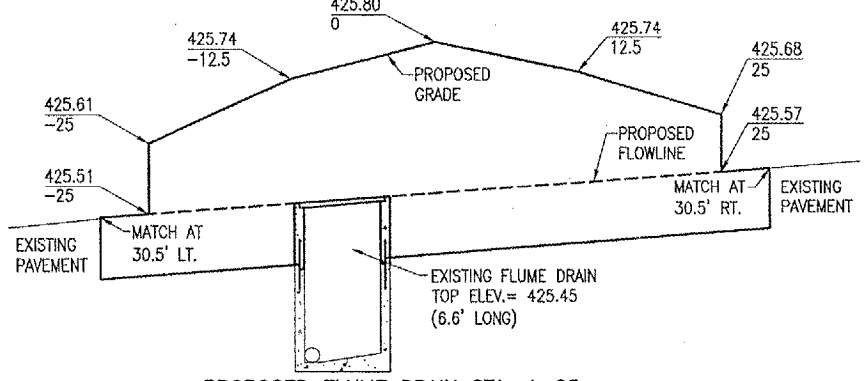 425.80
0
425.74
-12.5
425.74
12.5
425.68
25
PROPOSED
GRADE
425.61
-25
425.57
25
PROPOSED
FLOWLINE
425.51
-25
MATCH AT
30.5' RT.
EXISTING
PAVEMENT
EXISTING
PAVEMENT
MATCH AT
30.5' LT.
EXISTING FLUME DRAIN
TOP ELEV.= 425.45
(6.6' LONG)